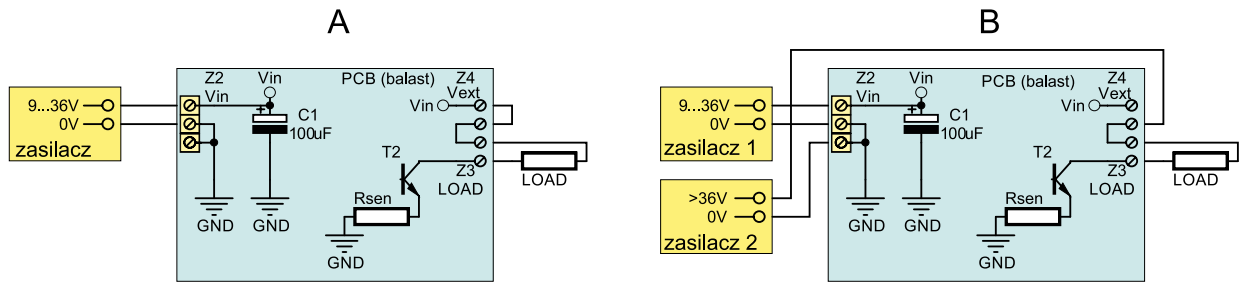 A
Z2
Vin
Vin
PCB (balast)
Z4
Vext
9...36V
0V
zasilacz
+
C1
100uF
Vin
T2
Z3
LOAD
LOAD
Rsen
GND
GND
GND
B
Z2
Vin
Vin
PCB (balast)
Z4
Vext
9...36V
0V
zasilacz 1
+
C1
100uF
Vin
T2
Z3
LOAD
LOAD
>36V
0V
zasilacz 2
Rsen
GND
GND
GND